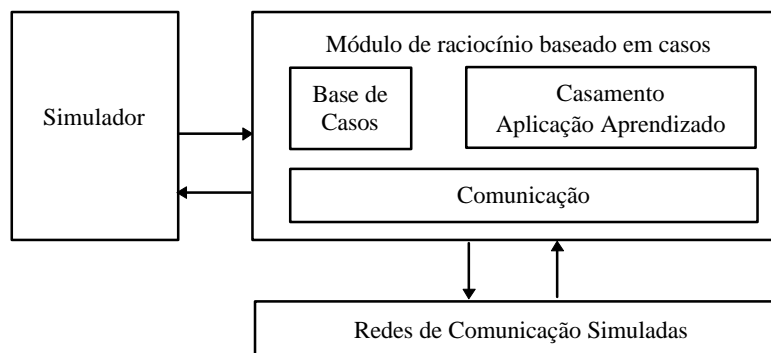 Módulo de raciocínio baseado em casos
Simulador
Base de
Casos
Casamento
Aplicação Aprendizado
Comunicação
Redes de Comunicação Simuladas